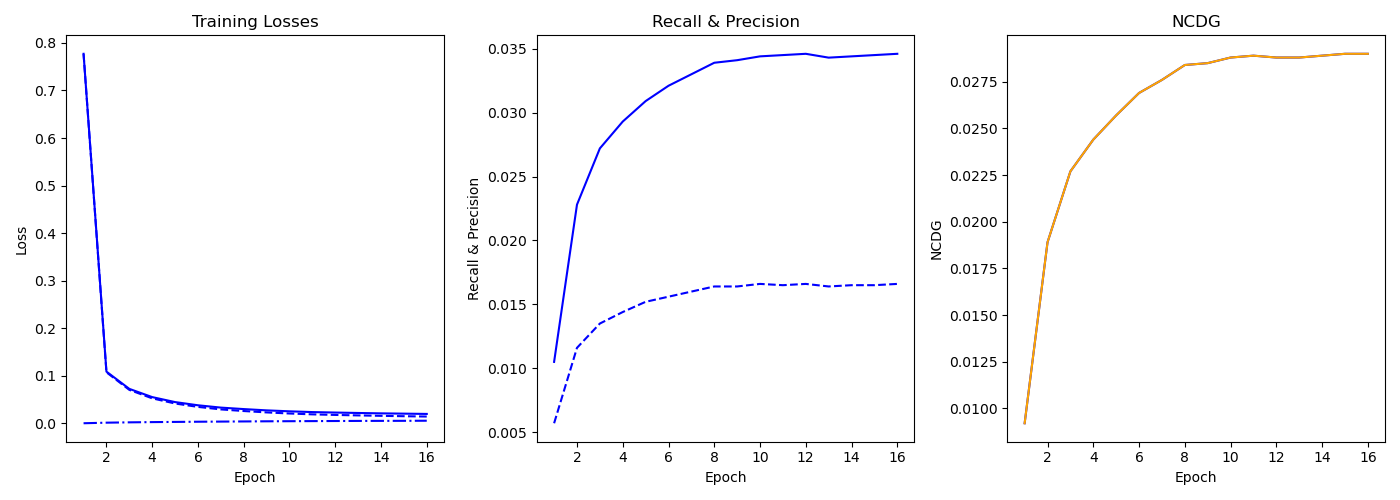 Training Losses
Loss
0.8
0.7
0.6
0.5
0.4
0.3
0.2
0.1
0.0
2 4 6 8 10 12 14 16
Epoch
Recall & Precision
Recall & Precision
0.035
0.030
0.025
0.020
0.015
0.010
0.005
2 4 6 8 10 12 14 16
Epoch
NCDG
NCDG
0.0275
0.0250
0.0225
0.0200
0.0175
0.0150
0.0125
0.0100
2 4 6 8 10 12 14 16
Epoch